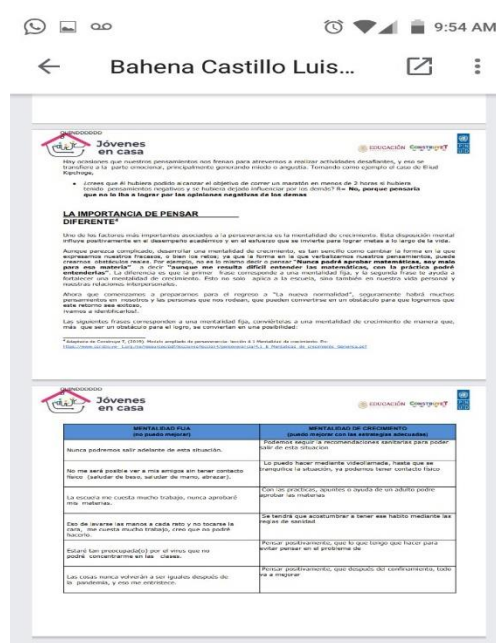 9:54 AM
Bahena Castillo Luis...
Jóvenes
en casa
EDUCACIÓN CONSTRUYE T
Hay ocasiones que nuestros pensamientos nos frenan para atrevernos a realizar actividades desafiantes, y eso se
transfiere a la parte emocional, principalmente generando miedo o angustia. Tomando como ejemplo el caso de Eliud
Kipchoge,
¿crees que él hubiera podido alcanzar el objetivo de correr un maratón en menos de 2 horas si hubiera
tenido pensamientos negativos y se hubiera dejado influenciar por los demás? R= No, porque pensaría
que no lo iba a lograr por las opiniones negativas de los demas
LA IMPORTANCIA DE PENSAR
DIFERENTE⁴
Uno de los factores más importantes asociados a la perseverancia es la mentalidad de crecimiento. Esta disposición mental
influye positivamente en el desempeño académico y en el esfuerzo que se invierte para lograr metas a lo largo de la vida.
Aunque parezca complicado, desarrollar una mentalidad de crecimiento, es tan sencillo como cambiar la forma en la que
expresamos nuestros fracasos, o bien los retos; ya que la forma en la que verbalizamos nuestros pensamientos, puede
crearnos obstáculos reales. Por ejemplo, no es lo mismo decir o pensar "Nunca podré aprobar matemáticas, soy malo
para esa materia" a decir "aunque me resulta difícil entender las matemáticas, con la práctica podré
entenderlas". La diferencia es que la primer frase corresponde a una mentalidad fija, y la segunda frase te ayuda a
fortalecer una mentalidad de crecimiento. Esto no solo aplica a la escuela, sino también en nuestra vida personal y
nuestras relaciones interpersonales.
Ahora que comenzamos a prepararnos para el regreso a "La nueva normalidad", seguramente habrá muchos
pensamientos en nosotros y las personas que nos rodean, que pueden convertirse en un obstáculo para que logremos que
este retorno sea exitoso,
¡vamos a identificarlos!.
Las siguientes frases corresponden a una mentalidad fija, conviértelas a una mentalidad de crecimiento de manera que,
más que ser un obstáculo para el logro, se conviertan en una posibilidad:
Jóvenes
en casa
EDUCACIÓN CONSTRUYE T
MENTALIDAD FIJA
(no puedo mejorar)
MENTALIDAD DE CRECIMIENTO
(puedo mejorar con las estrategias adecuadas)
Nunca podremos salir adelante de esta situación.
Podemos seguir la recomendaciones sanitarias para poder
salir de esta situacion
No me será posible ver a mis amigos sin tener contacto
físico (saludar de beso, saludar de mano, abrazar).
Lo puedo hacer mediante videollamada, hasta que se
tranquilice la situación, ya podemos tener contacto fisico
La escuela me cuesta mucho trabajo, nunca aprobaré
mis materias.
Con las practicas, apuntes o ayuda de un adulto podre
aprobar las materias
Eso de lavarse las manos a cada rato y no tocarse la
cara, me cuesta mucho trabajo, creo que no podré
hacerlo.
Se tendrá que acostumbrar a tener ese habito mediante las
reglas de sanidad
Estaré tan preocupada(o) por el virus que no
podré concentrarme en las clases.
Pensar positivamente, que lo que tengo que hacer para
evitar pensar en el problema de
Las cosas nunca volverán a ser iguales después de
la pandemia, y eso me entristece.
Pensar positivamente, que después del confinamiento, todo
va a mejorar